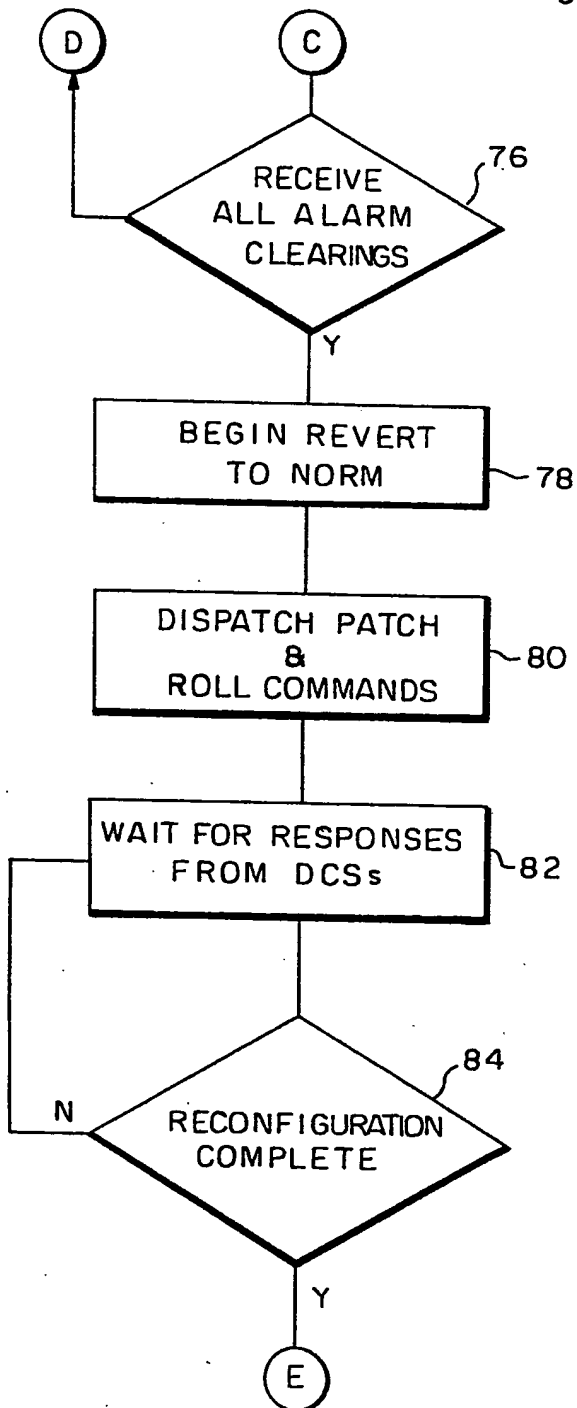 D
C
76
RECEIVE
ALL ALARM
CLEARINGS
Y
BEGIN REVERT
TO NORM
78
DISPATCH PATCH
&
ROLL COMMANDS
80
WAIT FOR RESPONSES
FROM DCSs
82
84
N
RECONFIGURATION
COMPLETE
Y
E